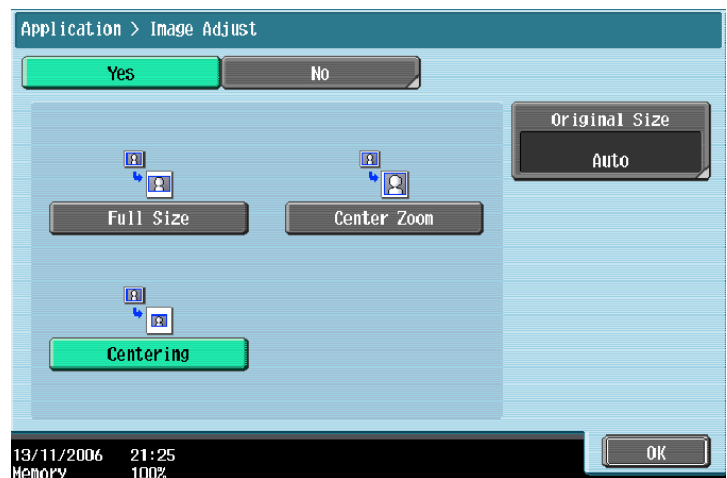 Application > Image Adjust
Yes No
Original Size
Auto
Full Size Center Zoom
Centering
13/11/2006 21:25
Memory 100%
OK